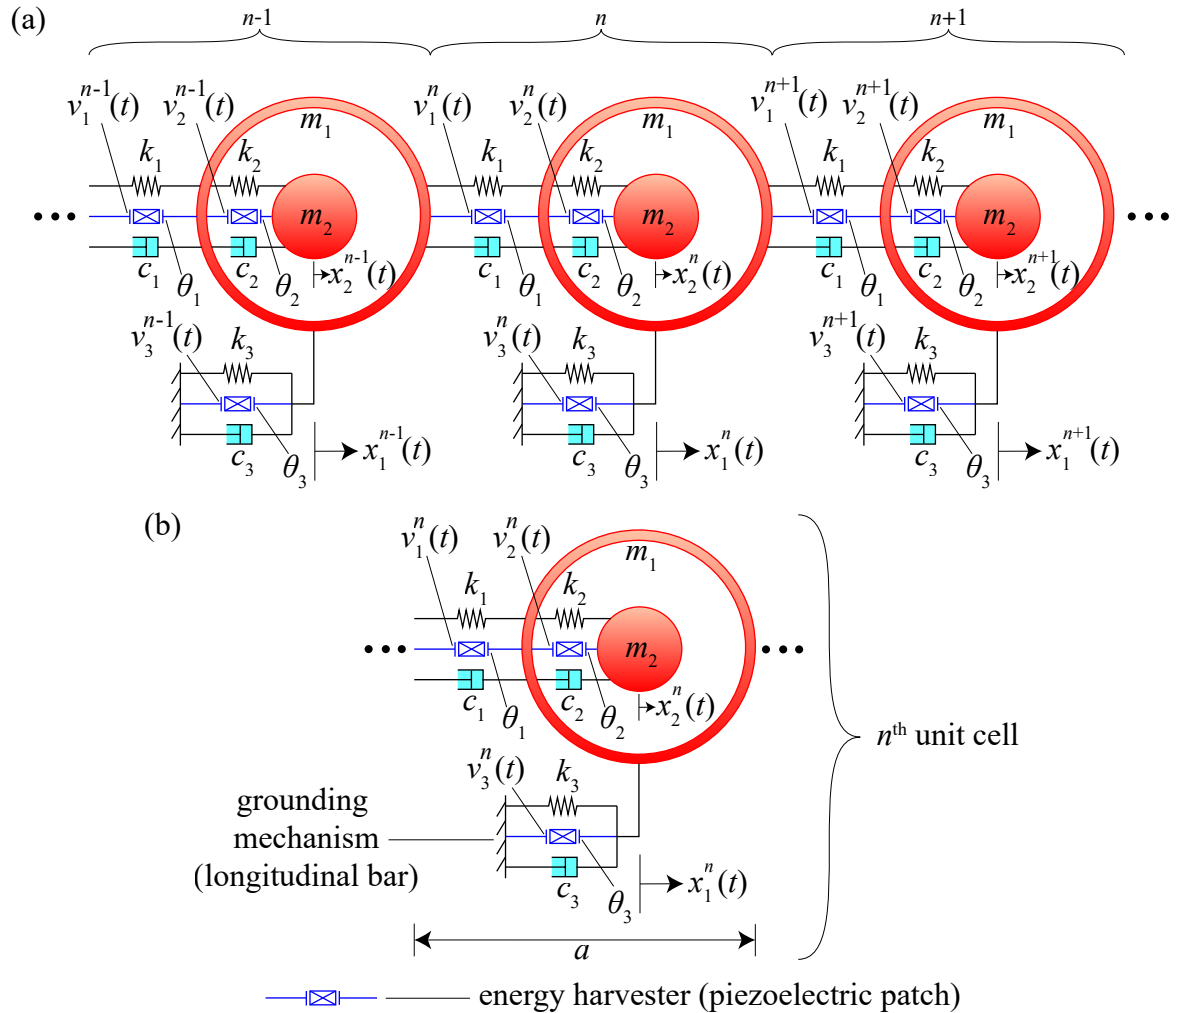 (a)
n-1 n n+1
v₁ⁿ⁻¹(t) v₂ⁿ⁻¹(t) m₁ v₁ⁿ(t) v₂ⁿ(t) m₁ v₁ⁿ⁺¹(t) v₂ⁿ⁺¹(t) m₁
k₁ k₂ k₁ k₂ k₁ k₂
••• m₂ m₂ m₂ •••
c₁ θ₁ c₂ θ₂ x₂ⁿ⁻¹(t) c₁ θ₁ c₂ θ₂ x₂ⁿ(t) c₁ θ₁ c₂ θ₂ x₂ⁿ⁺¹(t)
v₃ⁿ⁻¹(t) k₃ v₃ⁿ(t) k₃ v₃ⁿ⁺¹(t) k₃
c₃ θ₃ x₁ⁿ⁻¹(t) c₃ θ₃ x₁ⁿ(t) c₃ θ₃ x₁ⁿ⁺¹(t)
(b)
v₁ⁿ(t) v₂ⁿ(t) m₁
k₁ k₂
••• m₂ •••
c₁ θ₁ c₂ θ₂ x₂ⁿ(t)
nᵗʰ unit cell
v₃ⁿ(t) k₃
grounding
mechanism
(longitudinal bar)
c₃ θ₃ x₁ⁿ(t)
a
energy harvester (piezoelectric patch)